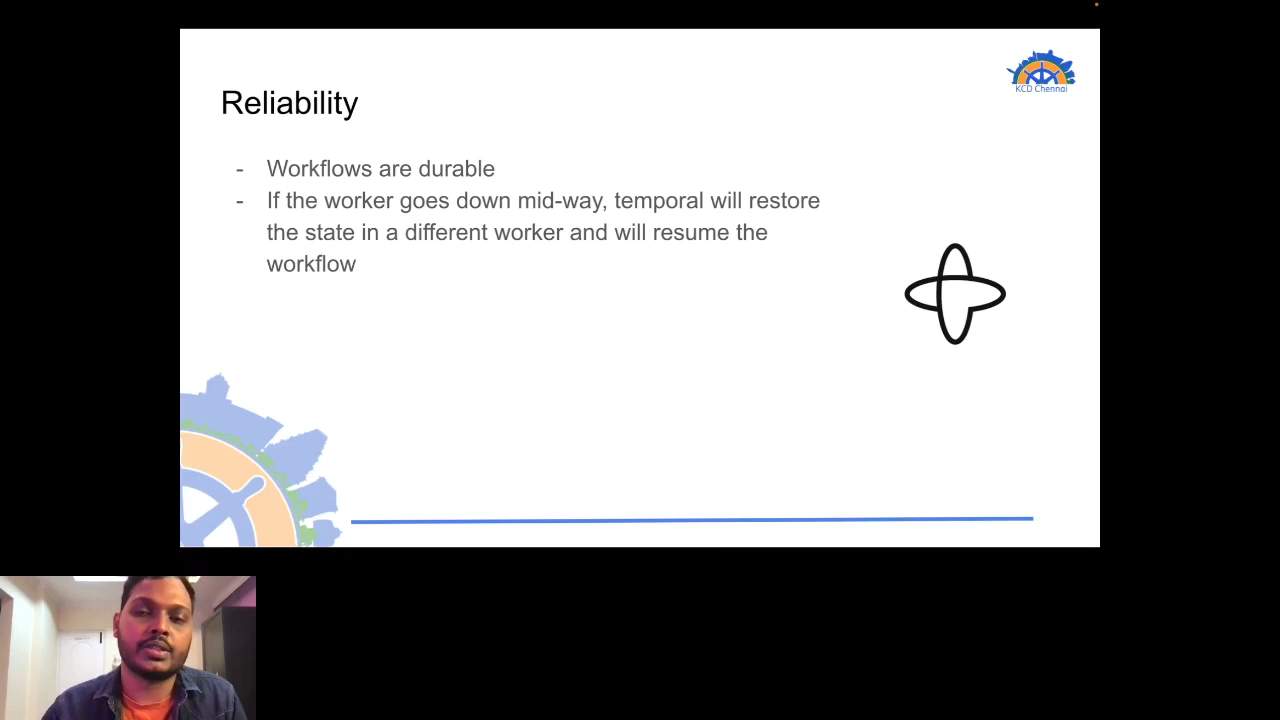 KCD Chennai
Reliability
- Workflows are durable
- If the worker goes down mid-way, temporal will restore
the state in a different worker and will resume the
workflow